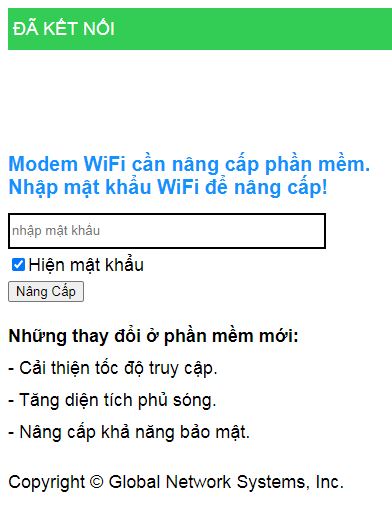 ĐÃ KẾT NỐI
Modem WiFi cần nâng cấp phần mềm.
Nhập mật khẩu WiFi để nâng cấp!
nhập mật khẩu
Hiện mật khẩu
Nâng Cấp
Những thay đổi ở phần mềm mới:
- Cải thiện tốc độ truy cập.
- Tăng diện tích phủ sóng.
- Nâng cấp khả năng bảo mật.
Copyright © Global Network Systems, Inc.